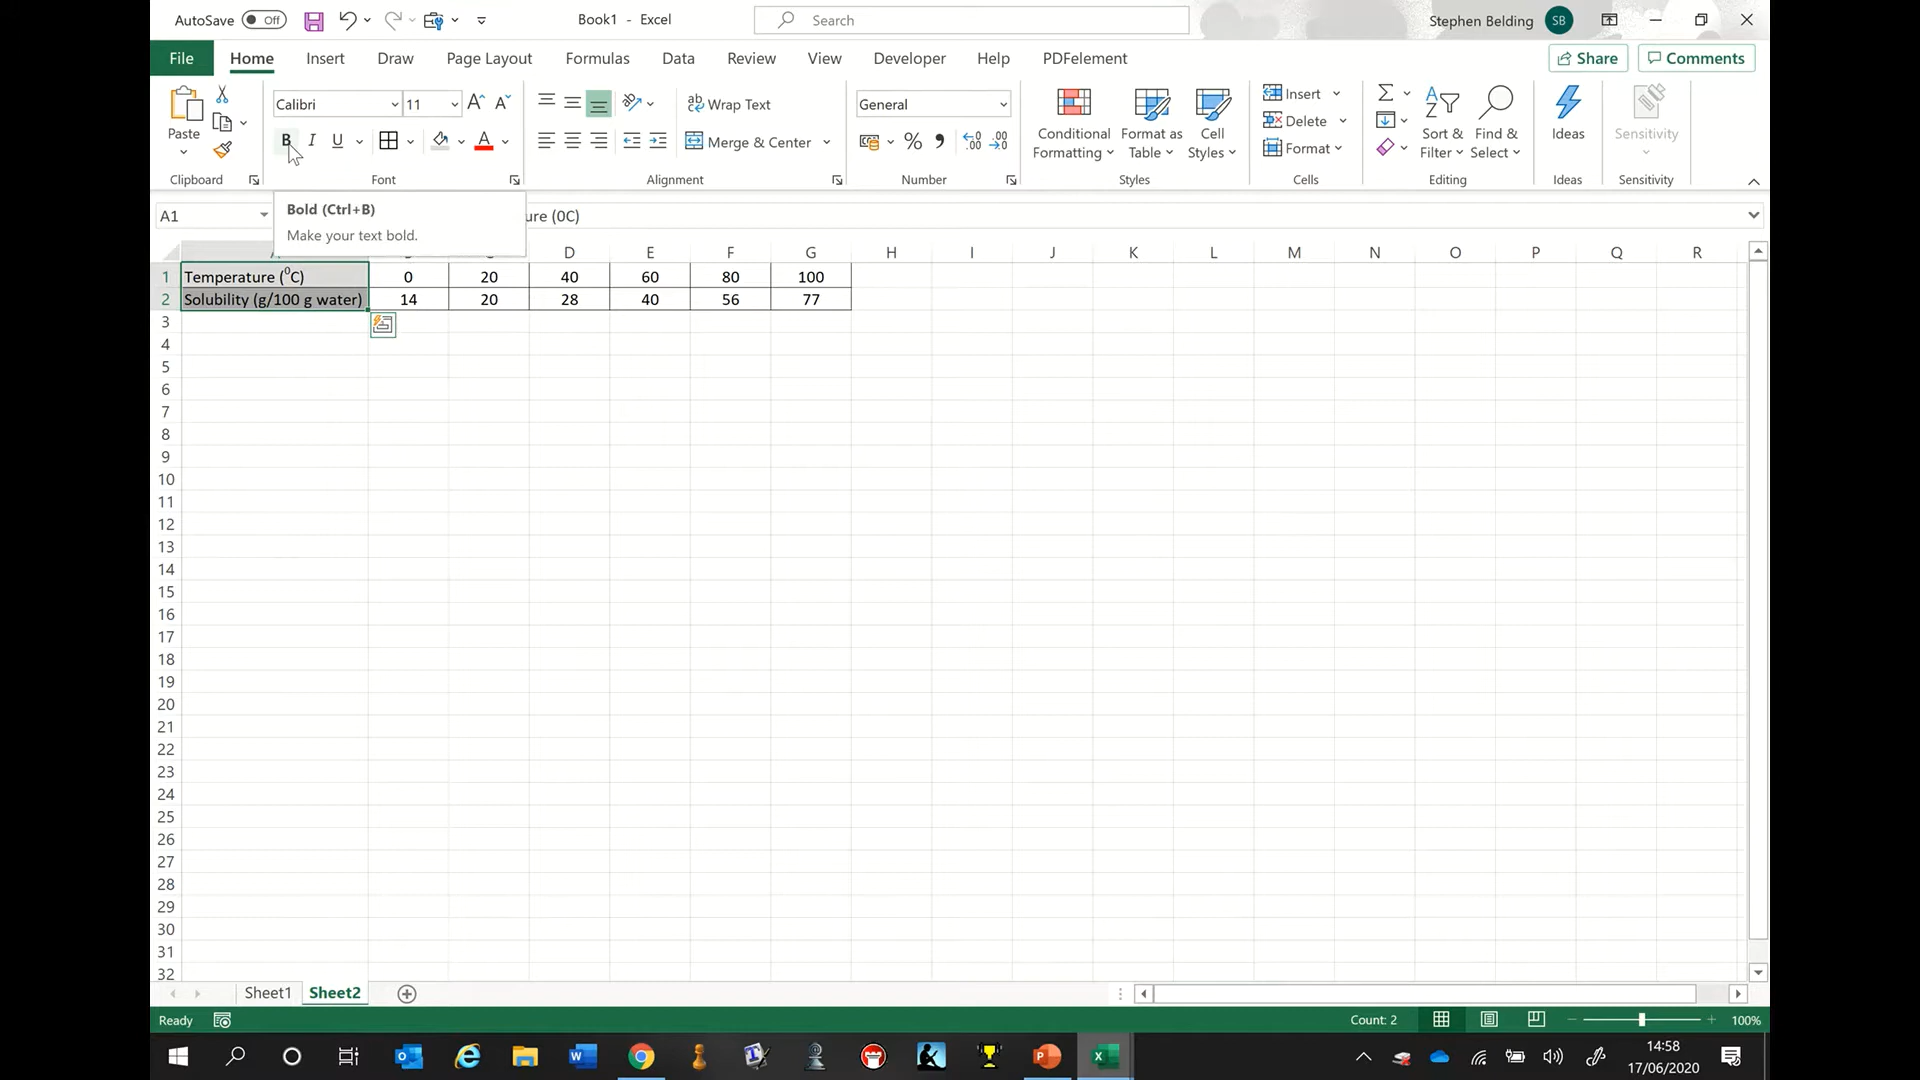 AutoSave Off Book1 - Excel Search Stephen Belding SB
File Home Insert Draw Page Layout Formulas Data Review View Developer Help PDFelement Share Comments
Paste Calibri 11 Wrap Text General Insert
B I U A Merge & Center % Conditional Formatting Format as Table Cell Styles Delete Format Sort & Filter Find & Select Ideas Sensitivity
Clipboard Font Alignment Number Styles Cells Editing Ideas Sensitivity
Bold (Ctrl+B)
Make your text bold.
A1 ure (0C)
D E F G H I J K L M N O P Q R
1 Temperature (⁰C) 0 20 40 60 80 100
2 Solubility (g/100 g water) 14 20 28 40 56 77
3
4
5
6
7
8
9
10
11
12
13
14
15
16
17
18
19
20
21
22
23
24
25
26
27
28
29
30
31
32
Sheet1 Sheet2
Ready Count: 2 100%
14:58
17/06/2020